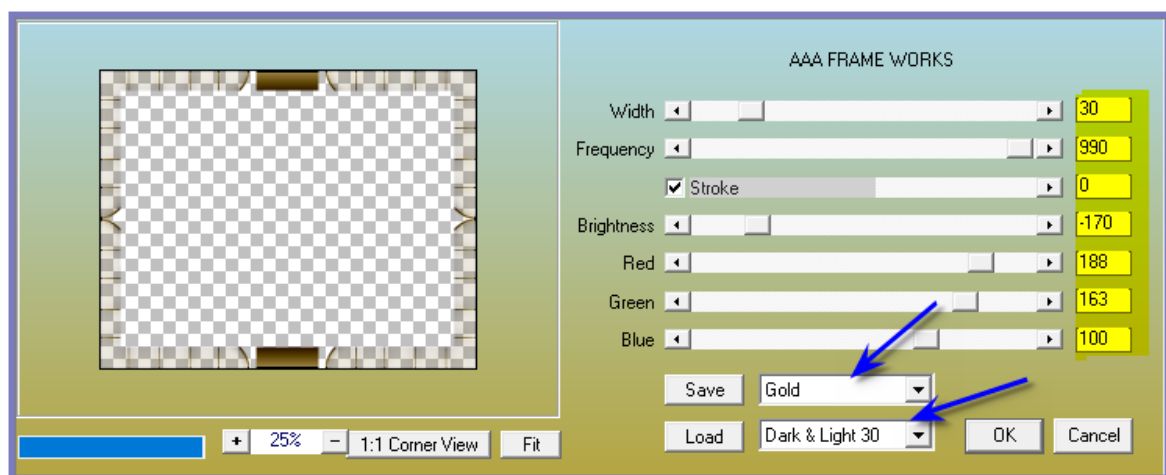 AAA FRAME WORKS
Width 30
Frequency 990
Stroke 0
Brightness -170
Red 188
Green 163
Blue 100
Save Gold
Load Dark & Light 30 OK Cancel
+ 25% - 1:1 Corner View Fit